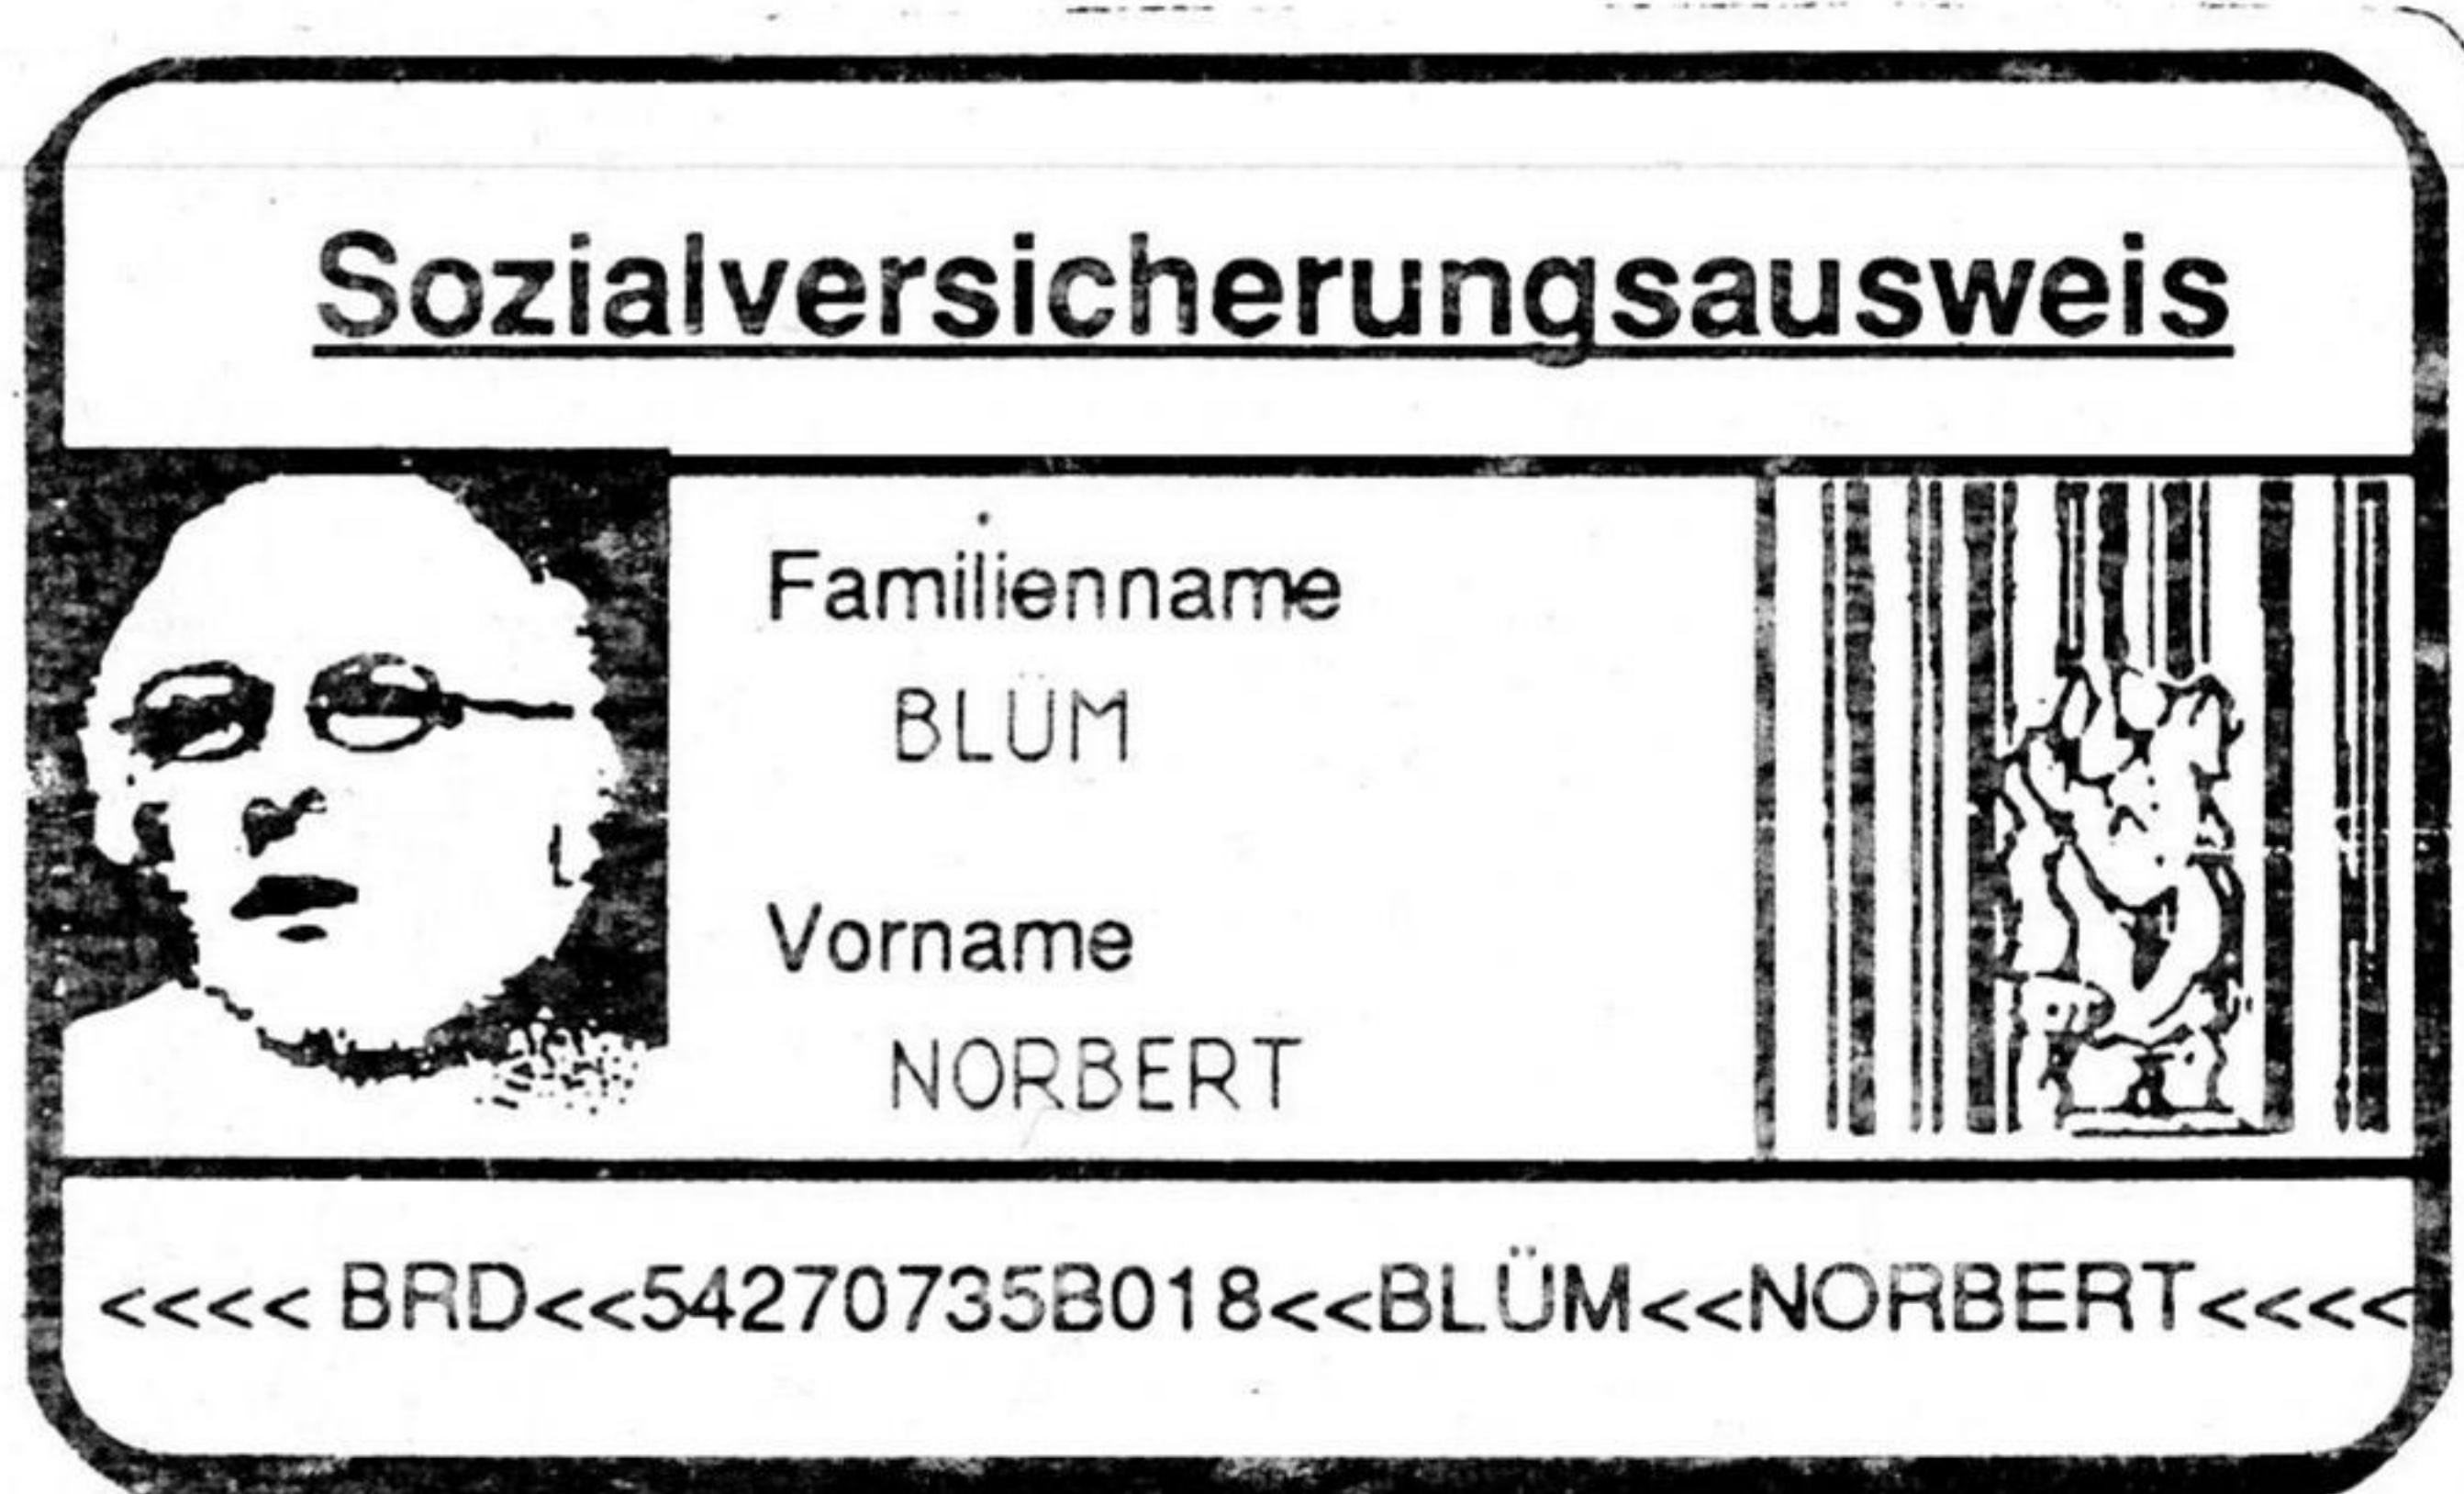 Sozialversicherungsausweis
Familienname
BLÜM
Vorname
NORBERT
<<<< BRD<<54270735B018<<BLÜM<<NORBERT<<<<